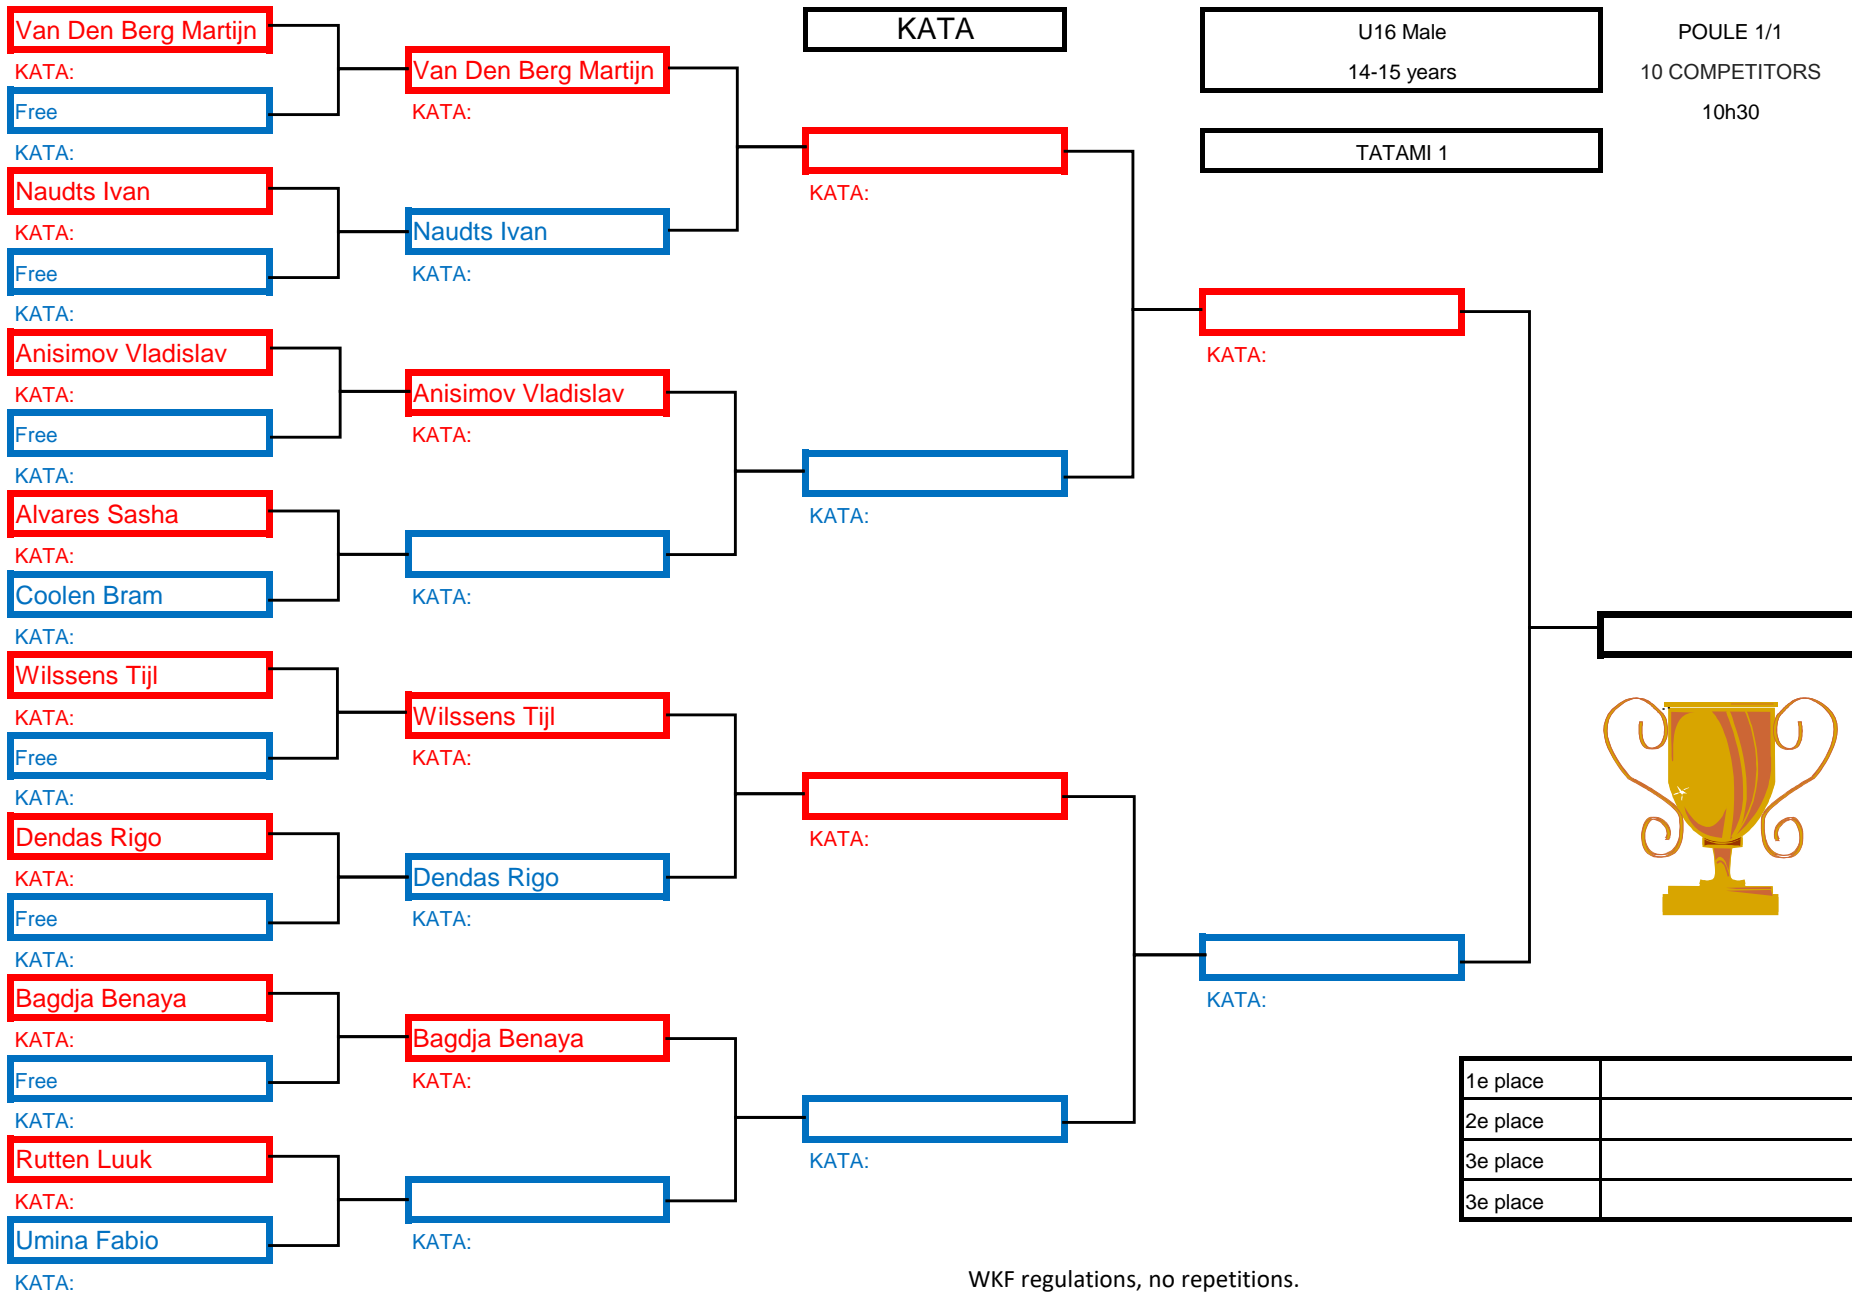 Van Den Berg Martijn
KATA:
Free
KATA:
Naudts Ivan
KATA:
Free
KATA:
Anisimov Vladislav
KATA:
Free
KATA:
Alvares Sasha
KATA:
Coolen Bram
KATA:
Wilssens Tijl
KATA:
Free
KATA:
Dendas Rigo
KATA:
Free
KATA:
Bagdja Benaya
KATA:
Free
KATA:
Rutten Luuk
KATA:
Umina Fabio
KATA:
Van Den Berg Martijn
KATA:
Naudts Ivan
KATA:
Anisimov Vladislav
KATA:
KATA:
Wilssens Tijl
KATA:
Dendas Rigo
KATA:
Bagdja Benaya
KATA:
KATA:
KATA
KATA:
KATA:
KATA:
KATA:
U16 Male
14-15 years
TATAMI 1
KATA:
KATA:
POULE 1/1
10 COMPETITORS
10h30
1e place
2e place
3e place
3e place
WKF regulations, no repetitions.